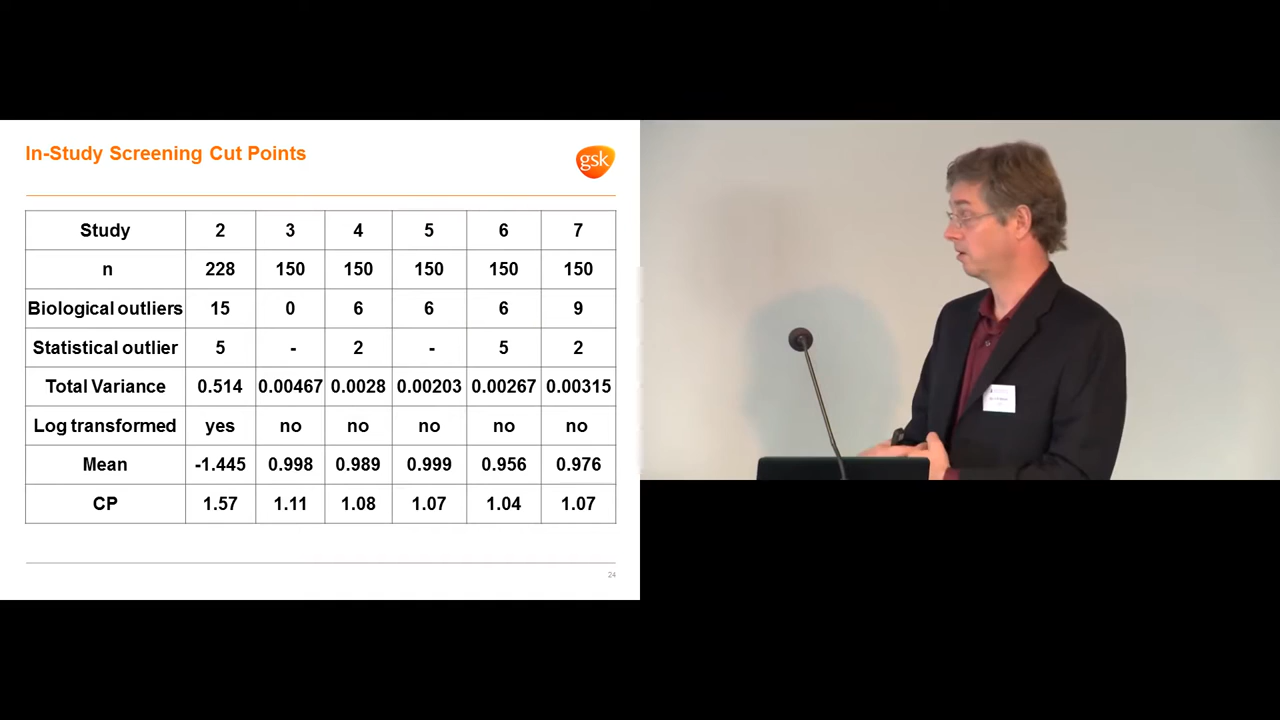 In-Study Screening Cut Points
gsk
Study 2 3 4 5 6 7
n 228 150 150 150 150 150
Biological outliers 15 0 6 6 6 9
Statistical outlier 5 - 2 - 5 2
Total Variance 0.514 0.00467 0.0028 0.00203 0.00267 0.00315
Log transformed yes no no no no no
Mean -1.445 0.998 0.989 0.999 0.956 0.976
CP 1.57 1.11 1.08 1.07 1.04 1.07
24